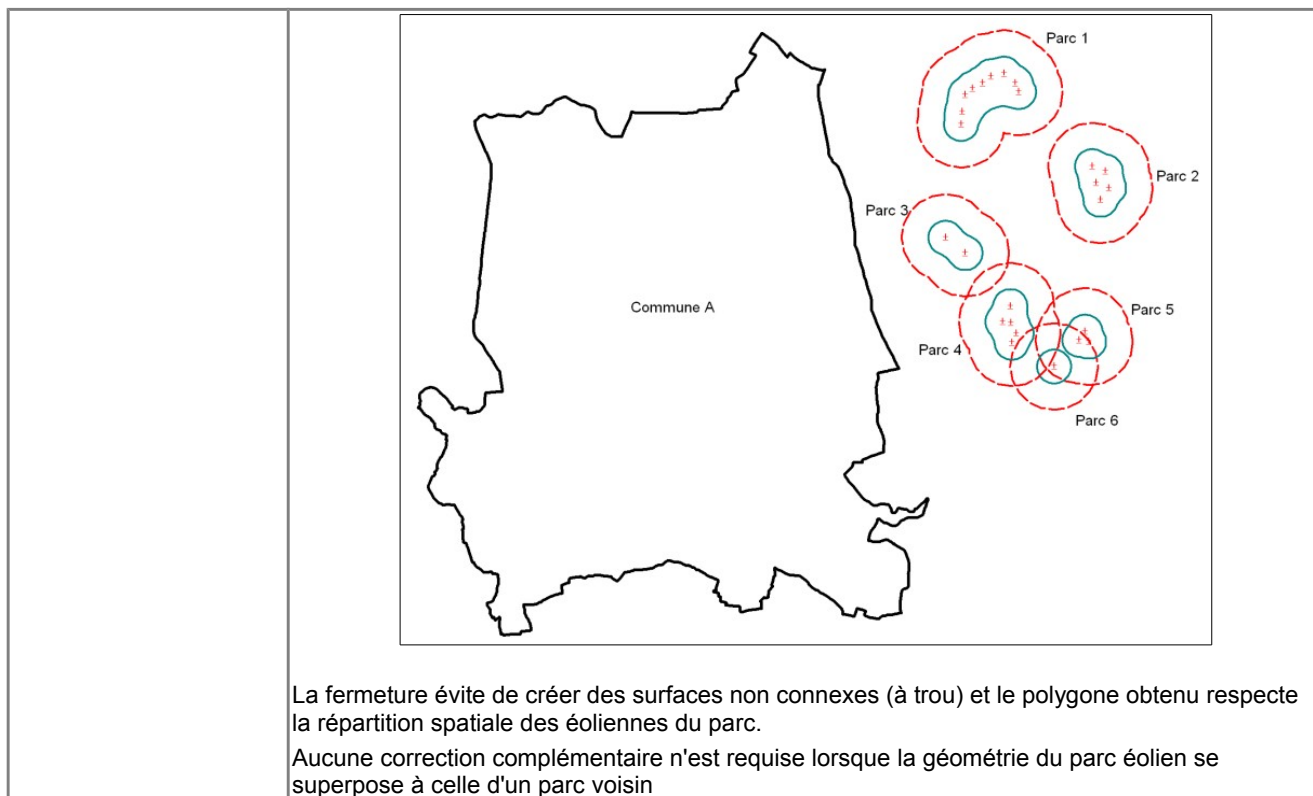 Parc 1
Parc 2
Parc 3
Commune A
Parc 5
Parc 4
Parc 6
La fermeture évite de créer des surfaces non connexes (à trou) et le polygone obtenu respecte
la répartition spatiale des éoliennes du parc.
Aucune correction complémentaire n'est requise lorsque la géométrie du parc éolien se
superpose à celle d'un parc voisin